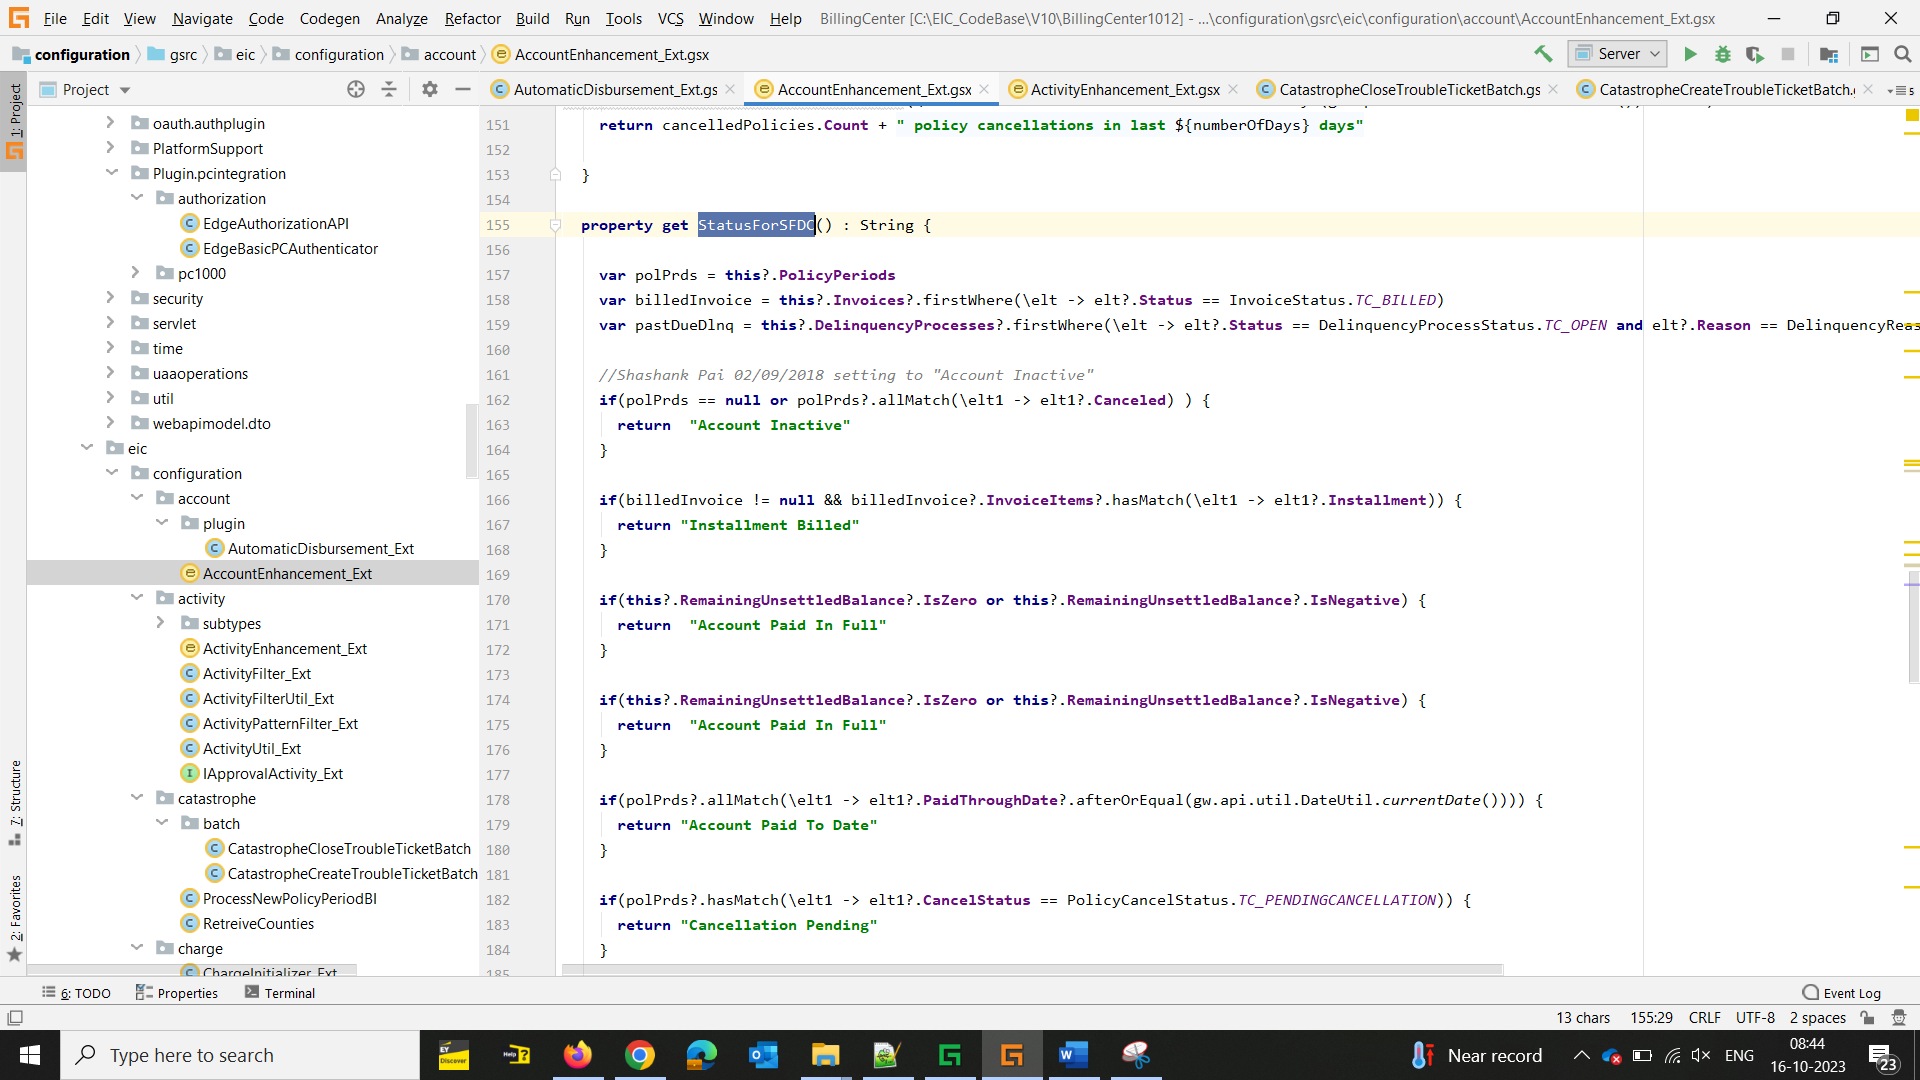 File Edit View Navigate Code Codegen Analyze Refactor Build Run Tools VCS Window Help BillingCenter [C:\EIC_CodeBase\V10\BillingCenter1012] - ...\configuration\gsrc\eic\configuration\account\AccountEnhancement_Ext.gsx
configuration gsrc eic configuration account AccountEnhancement_Ext.gsx Server
Project
AutomaticDisbursement_Ext.gs AccountEnhancement_Ext.gsx ActivityEnhancement_Ext.gsx CatastropheCloseTroubleTicketBatch.gs CatastropheCreateTroubleTicketBatch. 5
1: Project
7: Structure
2: Favorites
oauth.authplugin
PlatformSupport
Plugin.pcintegration
authorization
EdgeAuthorizationAPI
EdgeBasicPCAuthenticator
pc1000
security
servlet
time
uaaoperations
util
webapimodel.dto
eic
configuration
account
plugin
AutomaticDisbursement_Ext
AccountEnhancement_Ext
activity
subtypes
ActivityEnhancement_Ext
ActivityFilter_Ext
ActivityFilterUtil_Ext
ActivityPatternFilter_Ext
ActivityUtil_Ext
IApprovalActivity_Ext
catastrophe
batch
CatastropheCloseTroubleTicketBatch
CatastropheCreateTroubleTicketBatch
ProcessNewPolicyPeriodBI
RetreiveCounties
charge
ChargeInitializer_Ext
151 return cancelledPolicies.Count + " policy cancellations in last ${numberOfDays} days"
152
153 }
154
155 property get StatusForSFDC() : String {
156
157 var polPrds = this?.PolicyPeriods
158 var billedInvoice = this?.Invoices?.firstWhere(\elt -> elt?.Status == InvoiceStatus.TC_BILLED)
159 var pastDueDlnq = this?.DelinquencyProcesses?.firstWhere(\elt -> elt?.Status == DelinquencyProcessStatus.TC_OPEN and elt?.Reason == DelinquencyReas
160
161 //Shashank Pai 02/09/2018 setting to "Account Inactive"
162 if(polPrds == null or polPrds?.allMatch(\elt1 -> elt1?.Canceled) ) {
163 return "Account Inactive"
164 }
165
166 if(billedInvoice != null && billedInvoice?.InvoiceItems?.hasMatch(\elt1 -> elt1?.Installment)) {
167 return "Installment Billed"
168 }
169
170 if(this?.RemainingUnsettledBalance?.IsZero or this?.RemainingUnsettledBalance?.IsNegative) {
171 return "Account Paid In Full"
172 }
173
174 if(this?.RemainingUnsettledBalance?.IsZero or this?.RemainingUnsettledBalance?.IsNegative) {
175 return "Account Paid In Full"
176 }
177
178 if(polPrds?.allMatch(\elt1 -> elt1?.PaidThroughDate?.afterOrEqual(gw.api.util.DateUtil.currentDate()))) {
179 return "Account Paid To Date"
180 }
181
182 if(polPrds?.hasMatch(\elt1 -> elt1?.CancelStatus == PolicyCancelStatus.TC_PENDINGCANCELLATION)) {
183 return "Cancellation Pending"
184 }
185
6: TODO Properties Terminal Event Log
13 chars 155:29 CRLF UTF-8 2 spaces
Type here to search
EY Discover
Help ?
Near record
ENG
08:44
16-10-2023
23